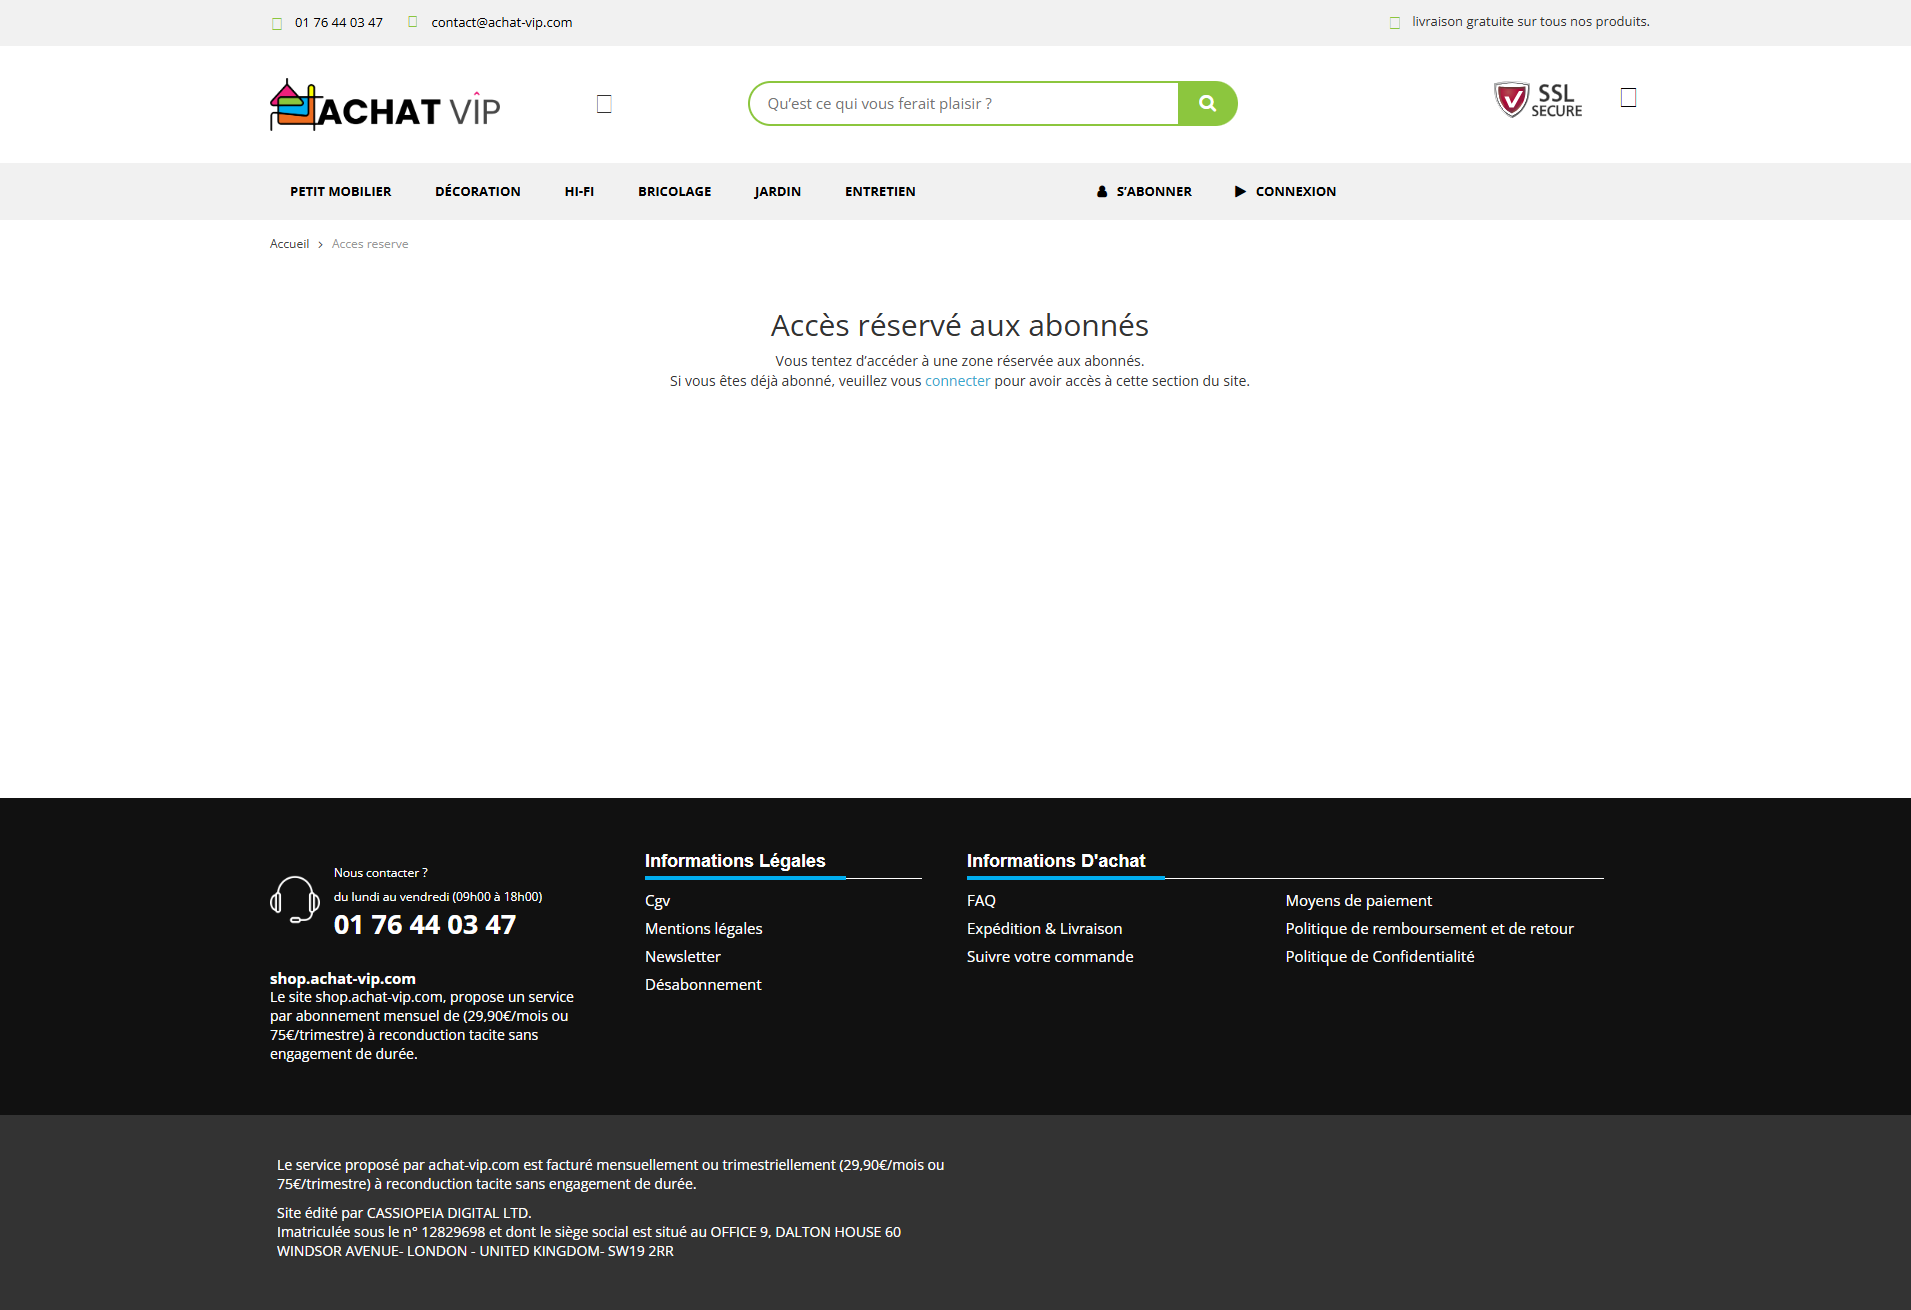 01 76 44 03 47
contact@achat-vip.com
livraison gratuite sur tous nos produits.
ACHAT VIP
Qu’est ce qui vous ferait plaisir ?
SSL
SECURE
PETIT MOBILIER
DÉCORATION
HI-FI
BRICOLAGE
JARDIN
ENTRETIEN
S’ABONNER
CONNEXION
Accueil > Acces reserve
Accès réservé aux abonnés
Vous tentez d’accéder à une zone réservée aux abonnés.
Si vous êtes déjà abonné, veuillez vous connecter pour avoir accès à cette section du site.
Nous contacter ?
du lundi au vendredi (09h00 à 18h00)
01 76 44 03 47
shop.achat-vip.com
Le site shop.achat-vip.com, propose un service
par abonnement mensuel de (29,90€/mois ou
75€/trimestre) à reconduction tacite sans
engagement de durée.
Informations Légales
Cgv
Mentions légales
Newsletter
Désabonnement
Informations D'achat
FAQ
Expédition & Livraison
Suivre votre commande
Moyens de paiement
Politique de remboursement et de retour
Politique de Confidentialité
Le service proposé par achat-vip.com est facturé mensuellement ou trimestriellement (29,90€/mois ou
75€/trimestre) à reconduction tacite sans engagement de durée.
Site édité par CASSIOPEIA DIGITAL LTD.
Imatriculée sous le n° 12829698 et dont le siège social est situé au OFFICE 9, DALTON HOUSE 60
WINDSOR AVENUE- LONDON - UNITED KINGDOM- SW19 2RR